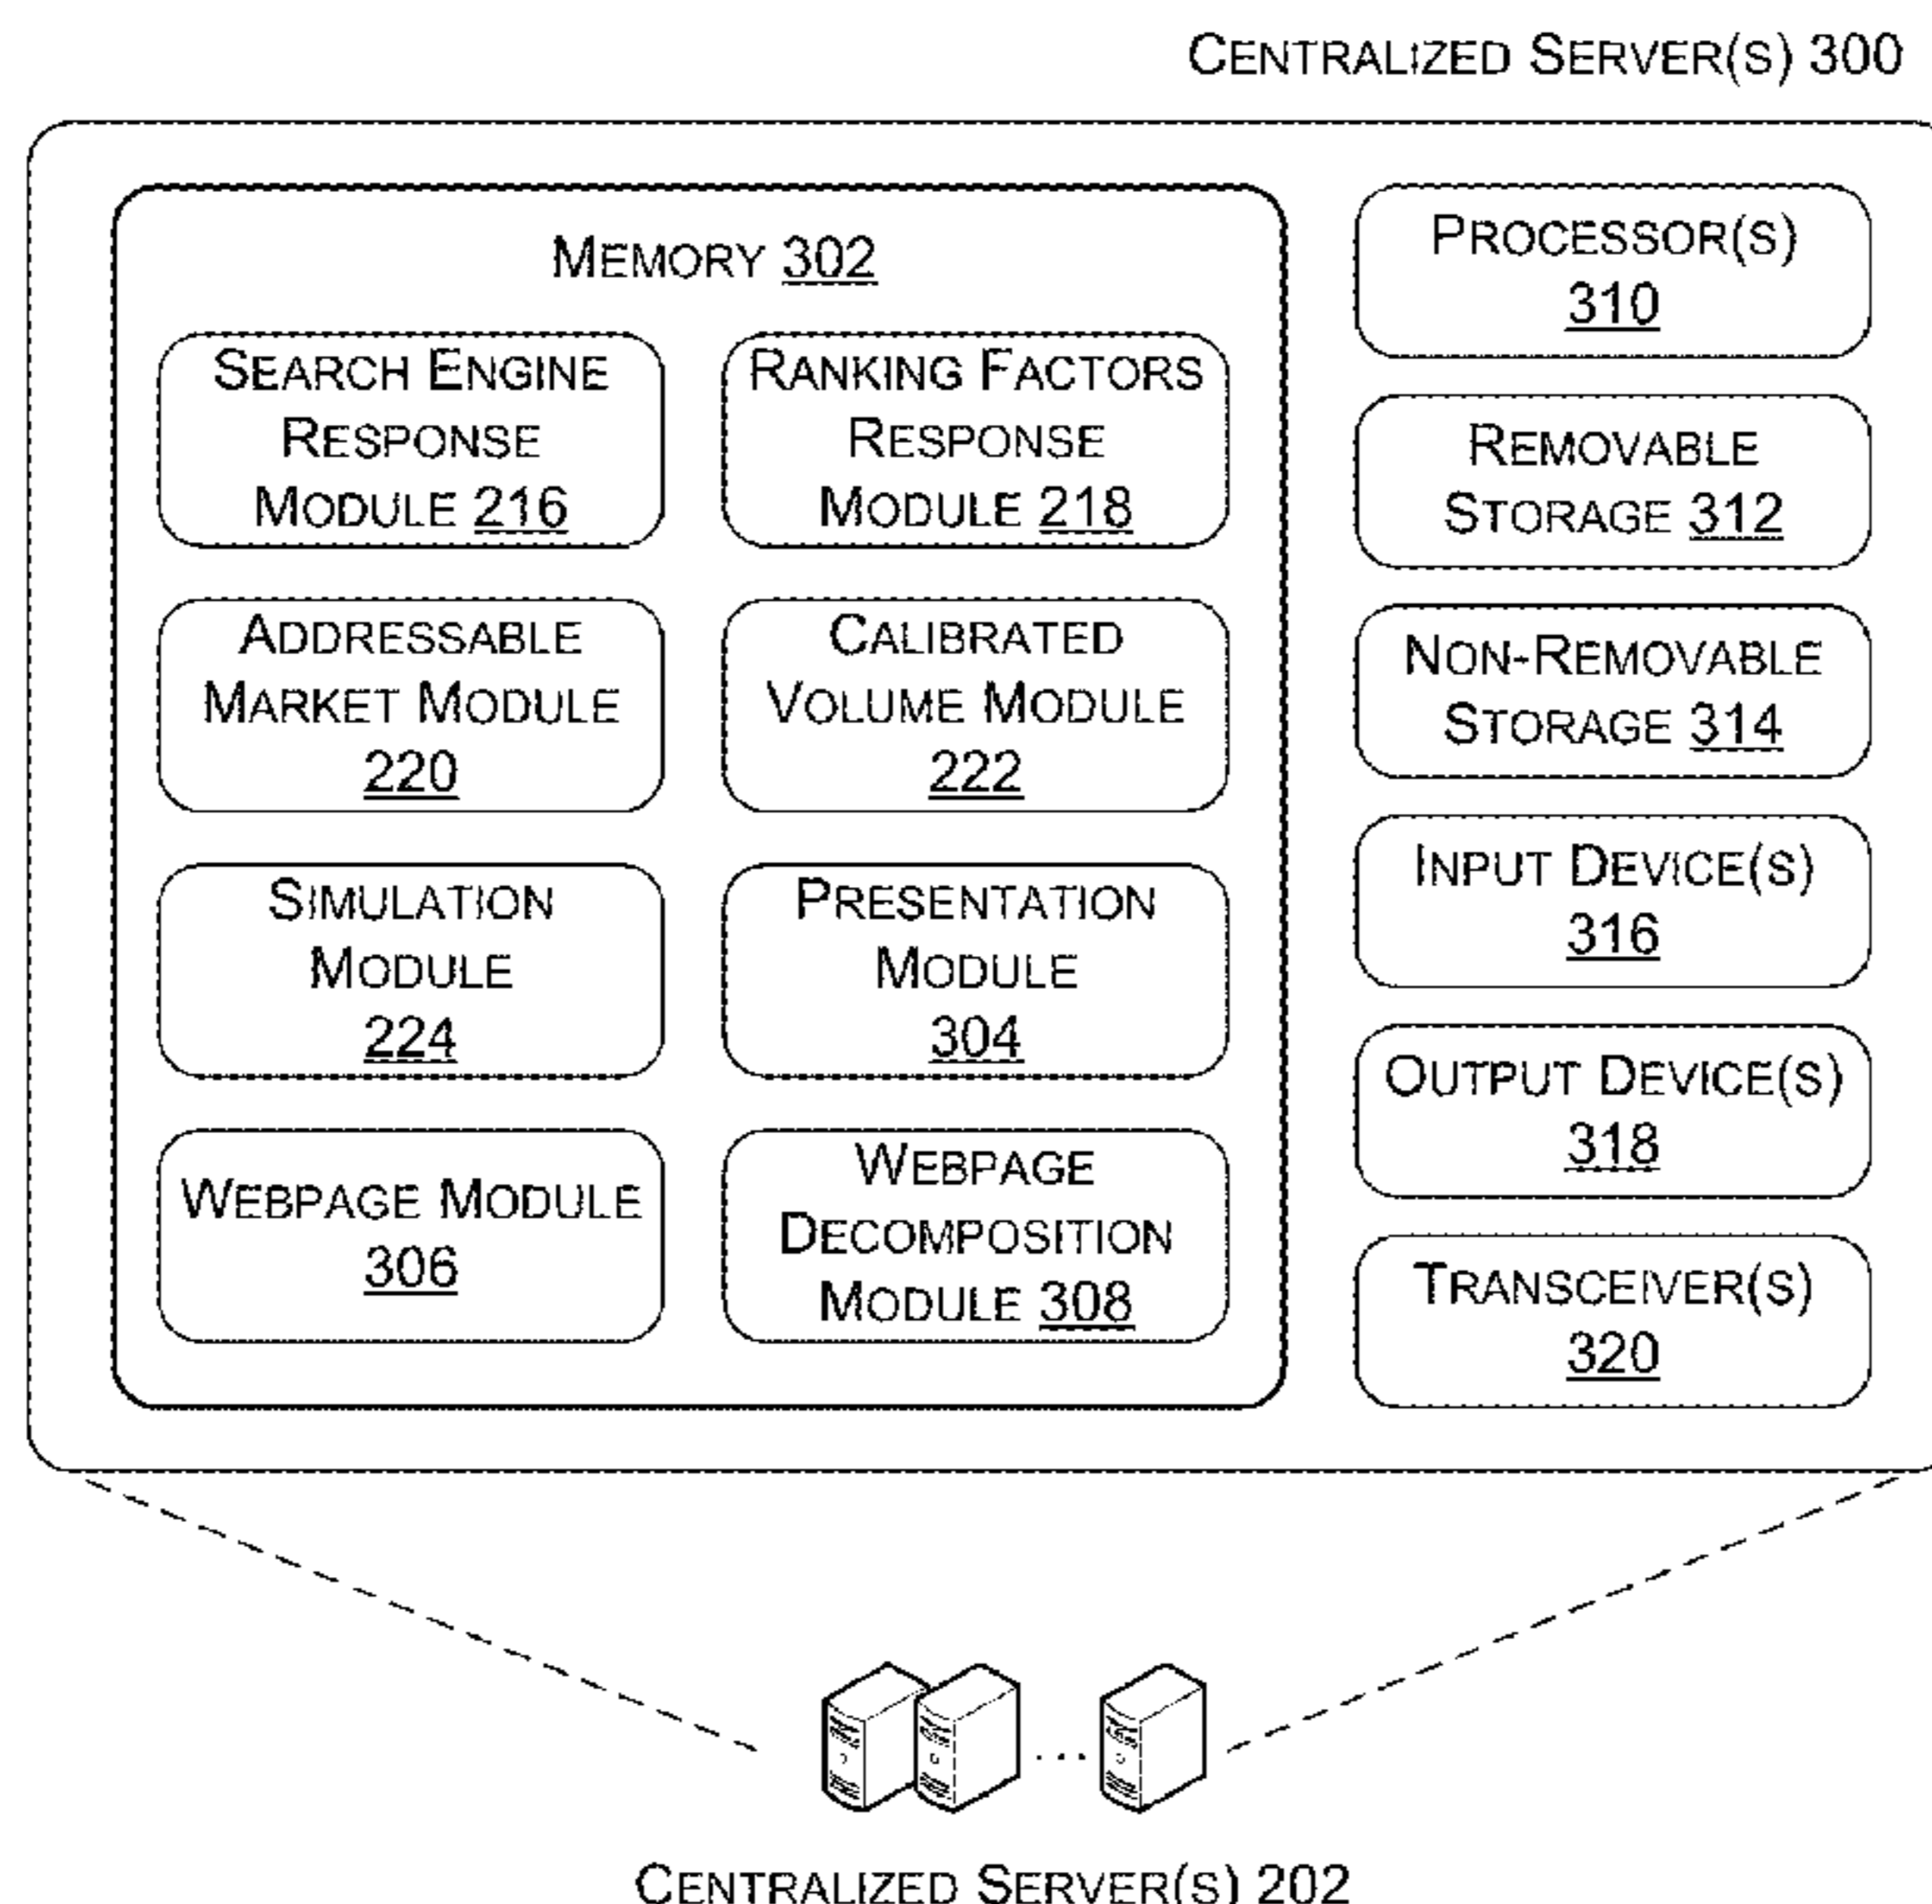 CENTRALIZED SERVER(S) 300
MEMORY 302
SEARCH ENGINE
RESPONSE
MODULE 216
RANKING FACTORS
RESPONSE
MODULE 218
ADDRESSABLE
MARKET MODULE
220
CALIBRATED
VOLUME MODULE
222
SIMULATION
MODULE
224
PRESENTATION
MODULE
304
WEBPAGE MODULE
306
WEBPAGE
DECOMPOSITION
MODULE 308
PROCESSOR(S)
310
REMOVABLE
STORAGE 312
NON-REMOVABLE
STORAGE 314
INPUT DEVICE(S)
316
OUTPUT DEVICE(S)
318
TRANSCEIVER(S)
320
...
CENTRALIZED SERVER(S) 202